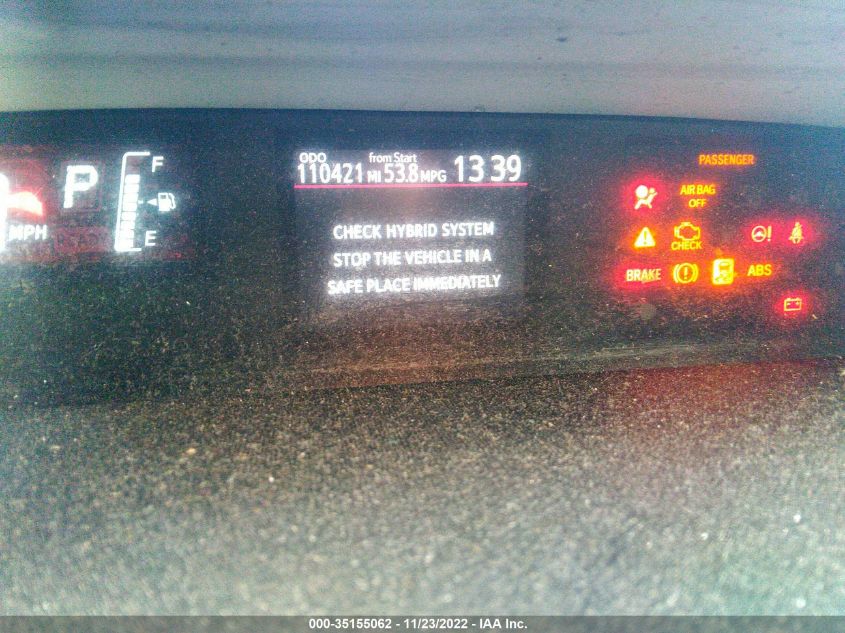 ODO from Start
110421 MI 53.8 MPG 13 39
P
F
E
MPH
CHECK HYBRID SYSTEM
STOP THE VEHICLE IN A
SAFE PLACE IMMEDIATELY
PASSENGER
AIR BAG
OFF
CHECK
BRAKE
ABS
000-35155062 - 11/23/2022 - IAA Inc.